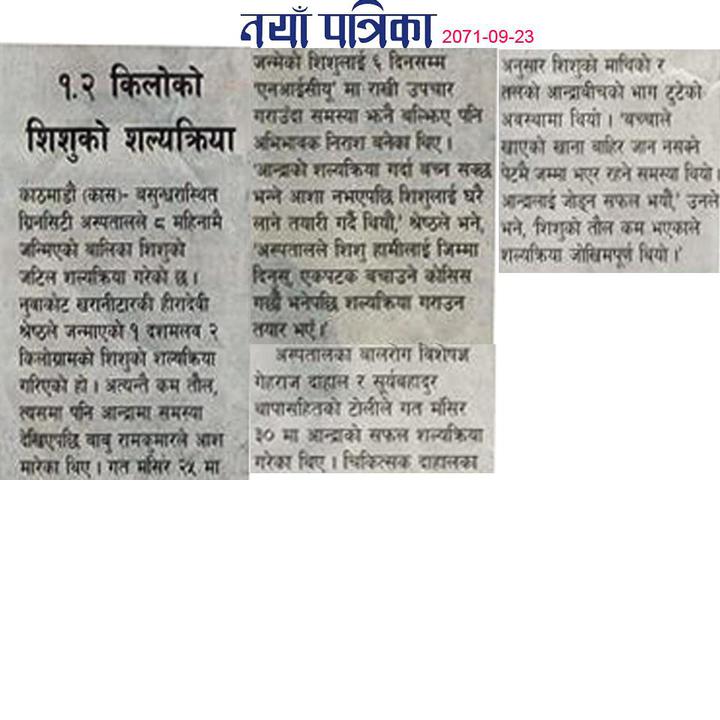 नयाँ पत्रिका 2071-09-23
१.२ किलोको
शिशुको शल्यक्रिया
काठमाडौं (कास)- बसुन्धरास्थित
ग्रिनसिटी अस्पतालले ८ महिनामै
जन्मिएको बालिका शिशुको
जटिल शल्यक्रिया गरेको छ ।
नुवाकोट खरानीटारकी हीरादेवी
श्रेष्ठले जन्माएको १ दशमलव २
किलोग्रामको शिशुको शल्यक्रिया
गरिएको हो । अत्यन्तै कम तौल,
त्यसमा पनि आन्द्रामा समस्या
देखिएपछि बाबु रामकुमारले आश
मारेका थिए । गत मंसिर २५ मा
जन्मेको शिशुलाई ६ दिनसम्म
'एनआईसीयू' मा राखी उपचार
गराउँदा समस्या झनै बल्झिए पनि
अभिभावक निराश बनेका थिए ।
'आन्द्राको शल्यक्रिया गर्दा बच्न सक्छ
भन्ने आशा नभएपछि शिशुलाई घरै
लाने तयारी गर्दै थियौं,' श्रेष्ठले भने,
'अस्पतालले शिशु हामीलाई जिम्मा
दिनुस्, एकपटक बचाउने कोसिस
गर्छौं भनेपछि शल्यक्रिया गराउन
तयार भएं ।'
अस्पतालका बालरोग विशेषज्ञ
गेहराज दाहाल र सूर्यबहादुर
थापासहितको टोलीले गत मंसिर
३० मा आन्द्राको सफल शल्यक्रिया
गरेका थिए । चिकित्सक दाहालका
अनुसार शिशुको माथिको र
तलको आन्द्राबीचको भाग टुटेको
अवस्थामा थियो । 'बच्चाले
खाएको खाना बाहिर जान नसक्ने
पेटमै जम्मा भएर रहने समस्या थियो ।
आन्द्रालाई जोड्न सफल भयौं,' उनले
भने, 'शिशुको तौल कम भएकाले
शल्यक्रिया जोखिमपूर्ण थियो ।'